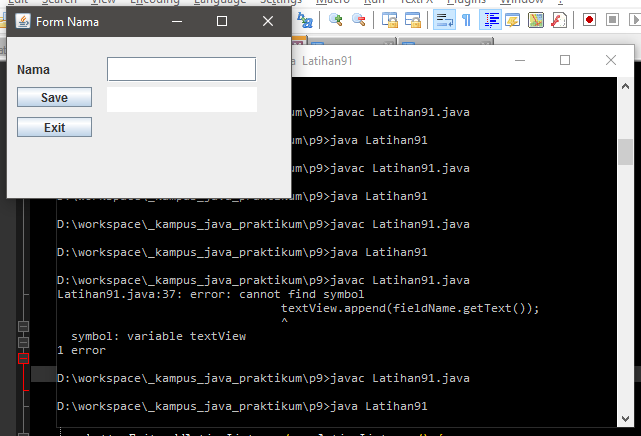 Search View Encoding Language Settings Macro Run TextFX Plugins Window ?
Form Nama
Latihan91
Nama
Save
Exit
um\p9>javac Latihan91.java
um\p9>java Latihan91
um\p9>javac Latihan91.java
um\p9>java Latihan91
D:\workspace\_kampus_java_praktikum\p9>javac Latihan91.java
D:\workspace\_kampus_java_praktikum\p9>java Latihan91
D:\workspace\_kampus_java_praktikum\p9>javac Latihan91.java
Latihan91.java:37: error: cannot find symbol
textView.append(fieldName.getText());
^
symbol: variable textView
1 error
D:\workspace\_kampus_java_praktikum\p9>javac Latihan91.java
D:\workspace\_kampus_java_praktikum\p9>java Latihan91